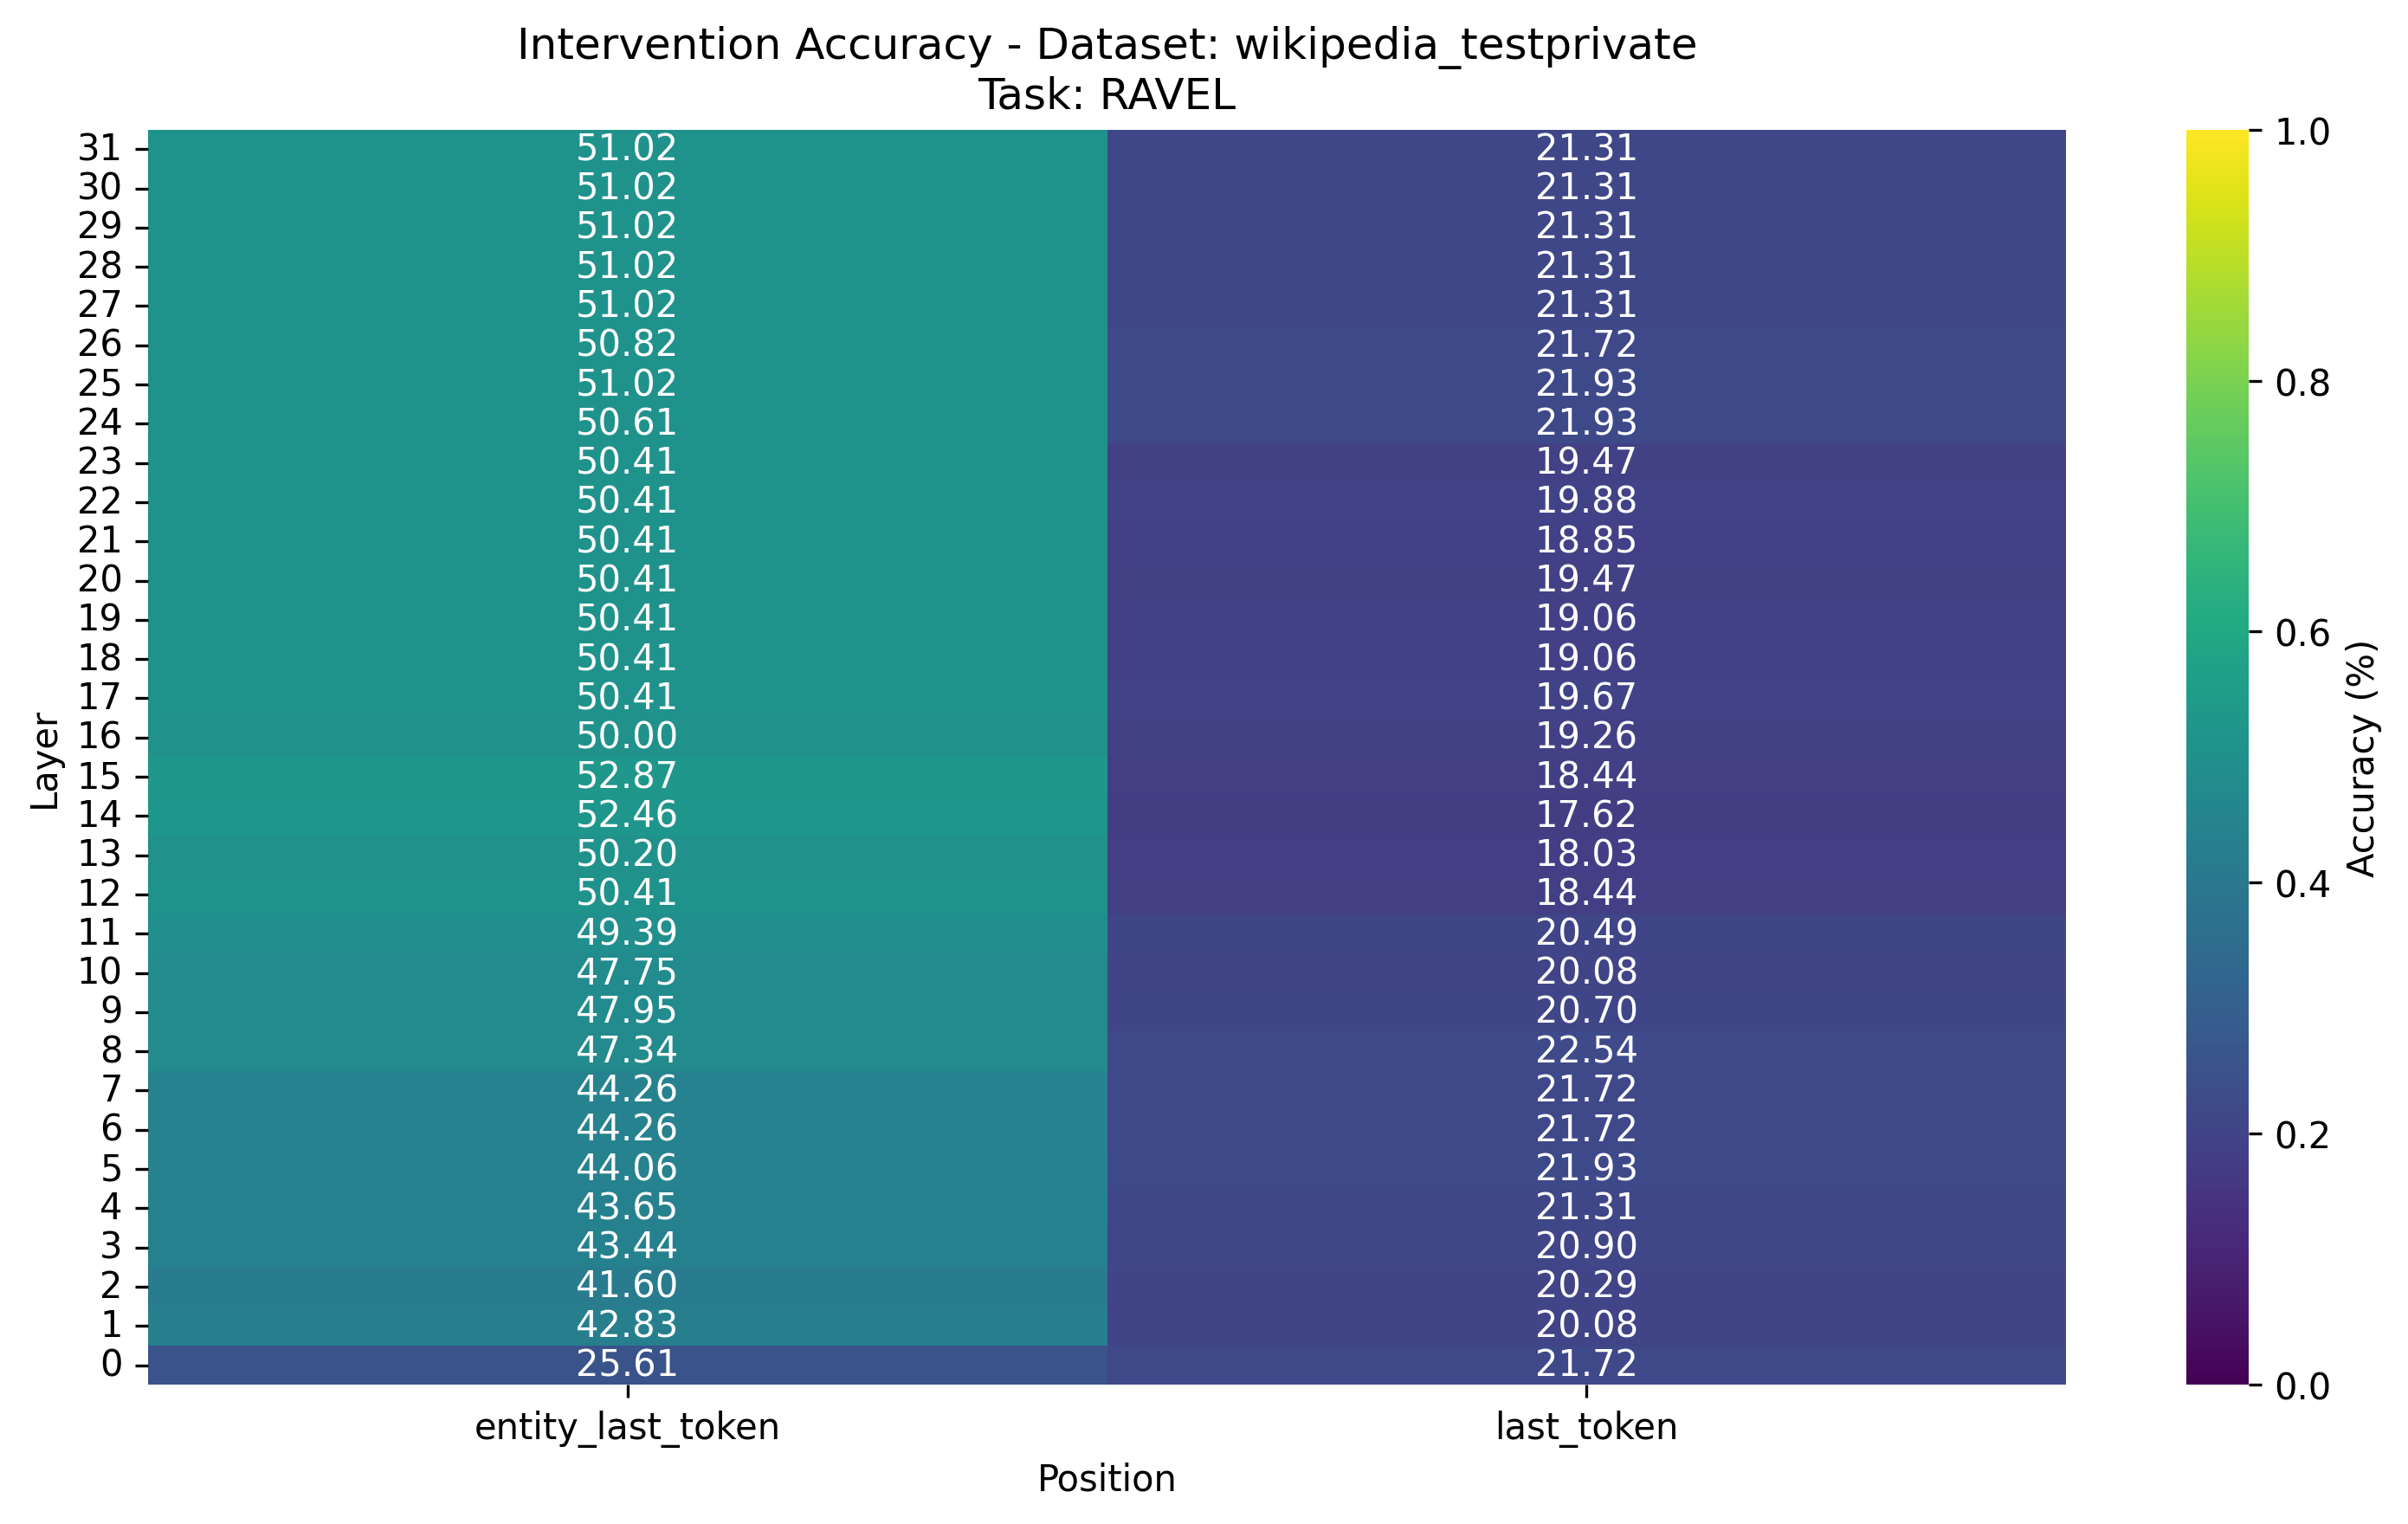 Intervention Accuracy - Dataset: wikipedia_testprivate
Task: RAVEL
31 51.02 21.31
30 51.02 21.31
29 51.02 21.31
28 51.02 21.31
27 51.02 21.31
26 50.82 21.72
25 51.02 21.93
24 50.61 21.93
23 50.41 19.47
22 50.41 19.88
21 50.41 18.85
20 50.41 19.47
19 50.41 19.06
18 50.41 19.06
17 50.41 19.67
16 50.00 19.26
15 52.87 18.44
14 52.46 17.62
13 50.20 18.03
12 50.41 18.44
11 49.39 20.49
10 47.75 20.08
9 47.95 20.70
8 47.34 22.54
7 44.26 21.72
6 44.26 21.72
5 44.06 21.93
4 43.65 21.31
3 43.44 20.90
2 41.60 20.29
1 42.83 20.08
0 25.61 21.72
Layer
entity_last_token last_token
Position
1.0
0.8
0.6
0.4
0.2
0.0
Accuracy (%)